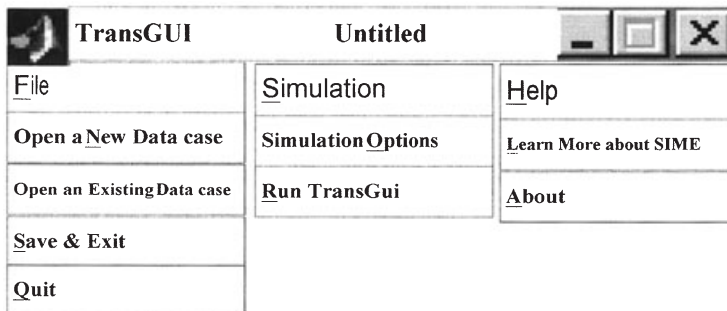 TransGUI Untitled
File
Open a New Data case
Open an Existing Data case
Save & Exit
Quit
Simulation
Simulation Options
Run TransGui
Help
Learn More about SIME
About